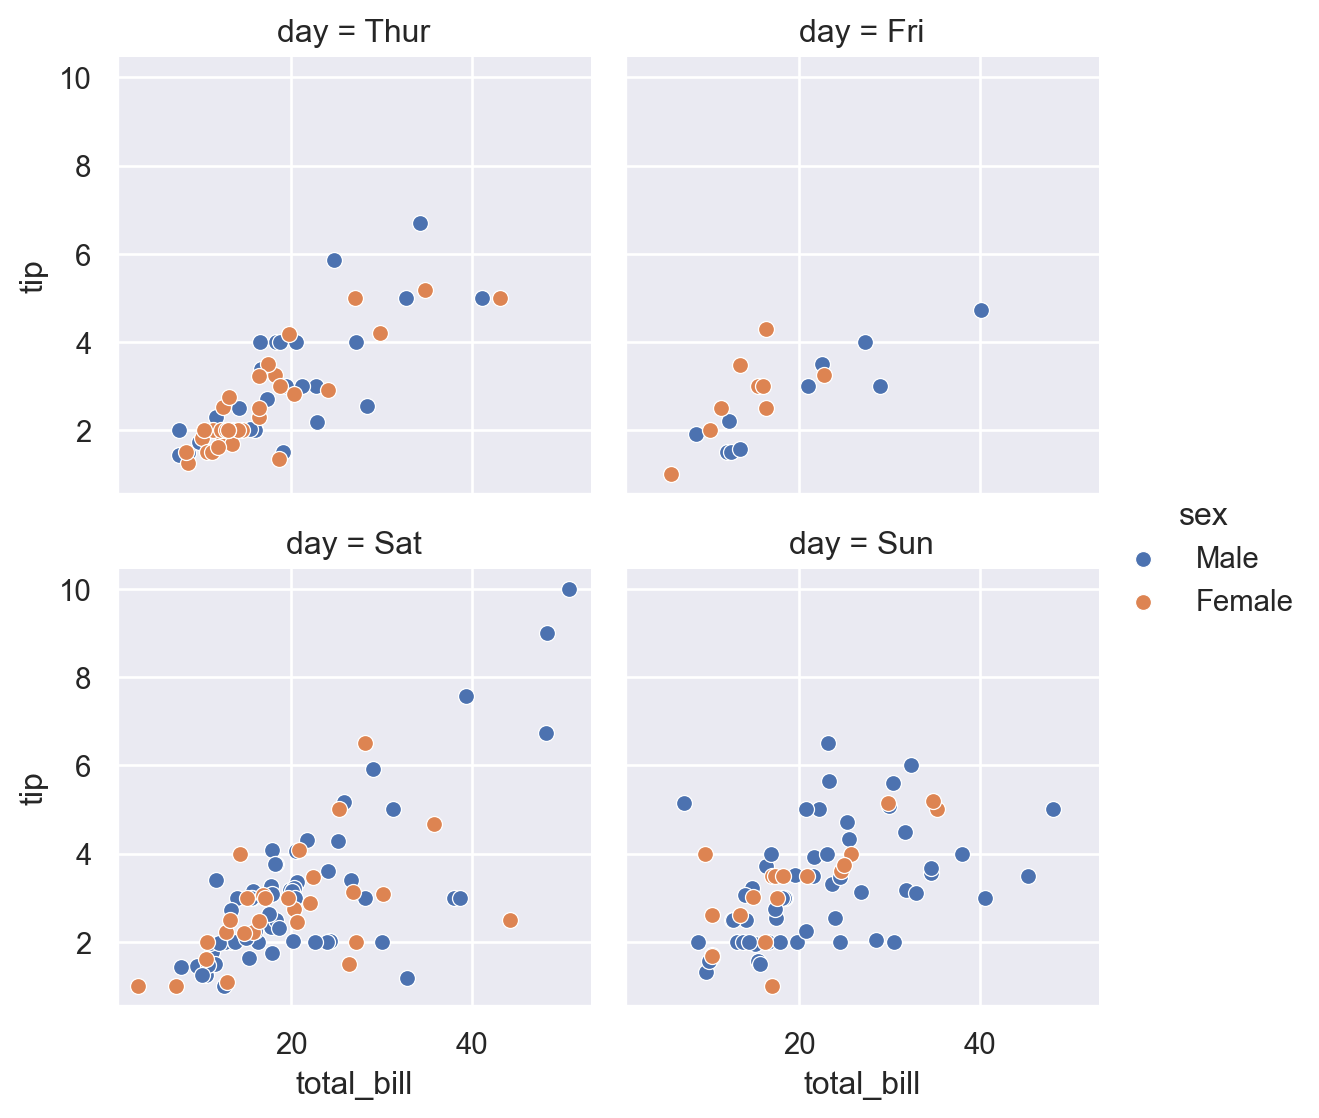 day = Thur
day = Fri
10
8
6
4
2
tip
day = Sat
day = Sun
10
8
6
4
2
tip
20
40
20
40
total_bill
total_bill
sex
Male
Female